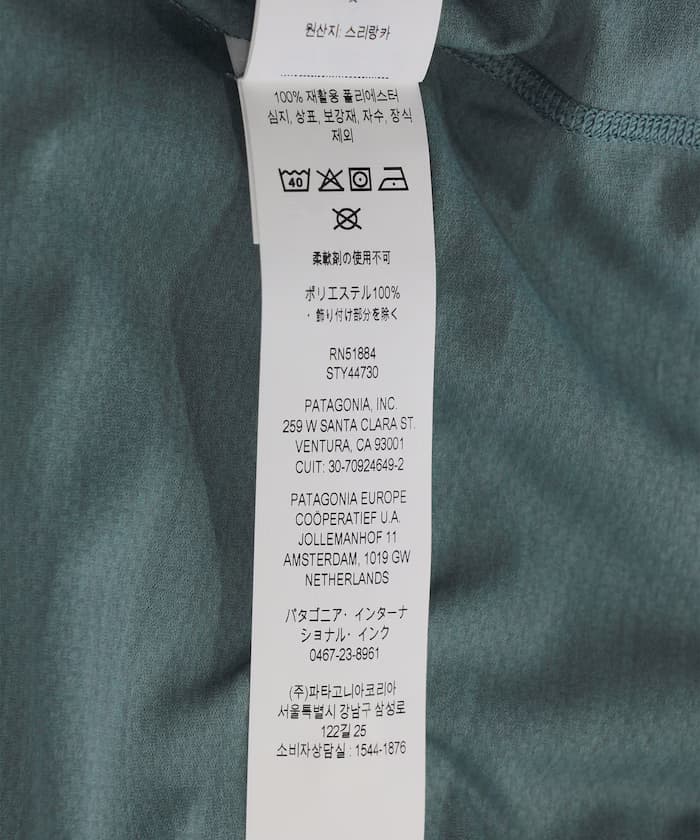 원산지: 스리랑카
100% 재활용 폴리에스터
심지, 상표, 보강재, 자수, 장식
제외
40
柔軟剤の使用不可
ポリエステル100%
・飾り付け部分を除く
RN51884
STY44730
PATAGONIA, INC.
259 W SANTA CLARA ST.
VENTURA, CA 93001
CUIT: 30-70924649-2
PATAGONIA EUROPE
COÖPERATIEF U.A.
JOLLEMANHOF 11
AMSTERDAM, 1019 GW
NETHERLANDS
パタゴニア・インターナ
ショナル・インク
0467-23-8961
(주)파타고니아코리아
서울특별시 강남구 삼성로
122길 25
소비자상담실 : 1544-1876